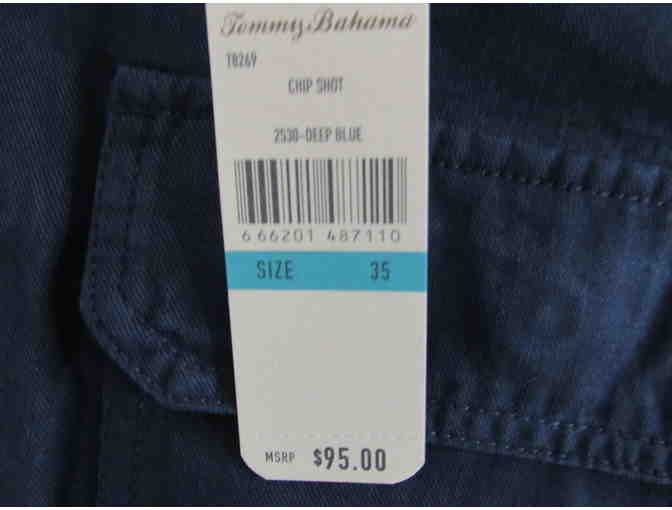 Tommy Bahama
T8269
CHIP SHOT
2530-DEEP BLUE
6 66201 487110
SIZE 35
MSRP $95.00